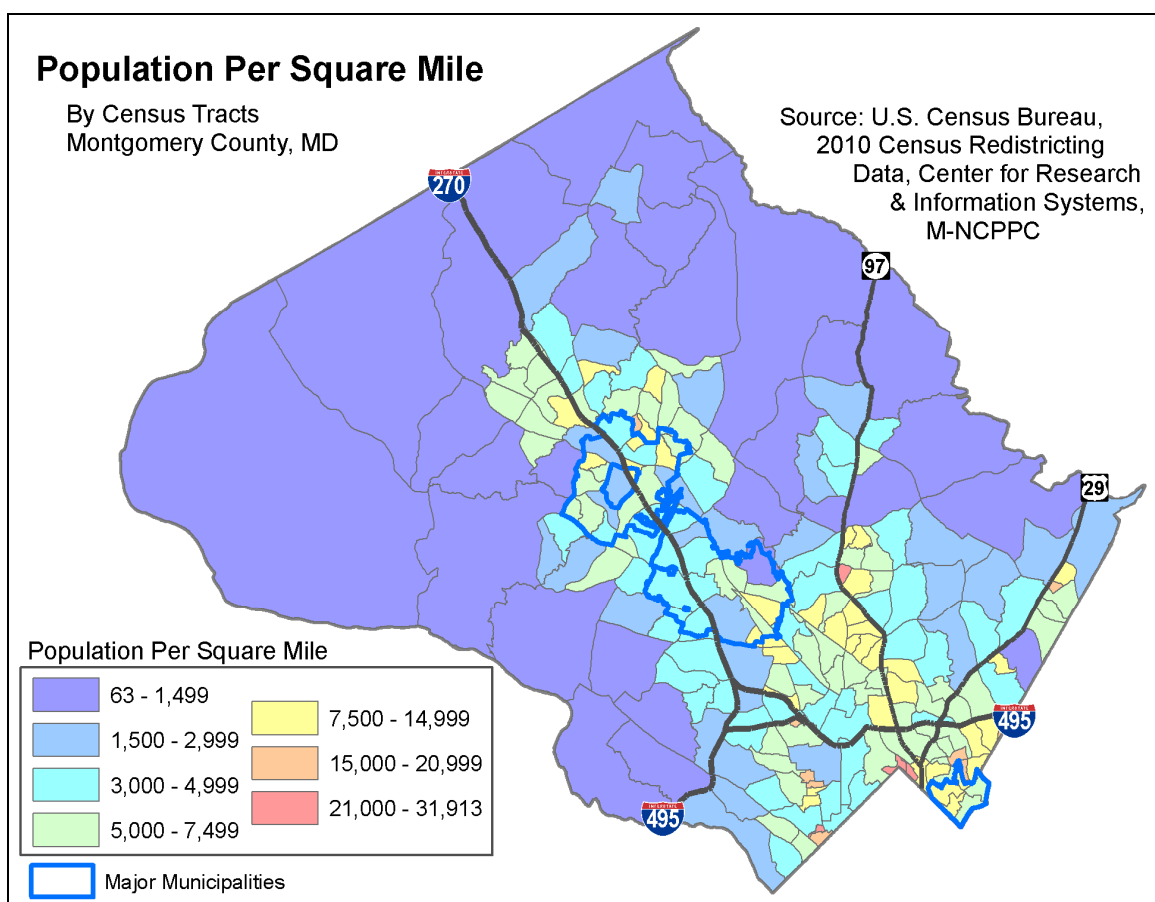 Population Per Square Mile
By Census Tracts
Montgomery County, MD
Source: U.S. Census Bureau,
2010 Census Redistricting
Data, Center for Research
& Information Systems,
M-NCPPC
INTERSTATE
270
97
29
INTERSTATE
495
INTERSTATE
495
Population Per Square Mile
63 - 1,499
1,500 - 2,999
3,000 - 4,999
5,000 - 7,499
7,500 - 14,999
15,000 - 20,999
21,000 - 31,913
Major Municipalities